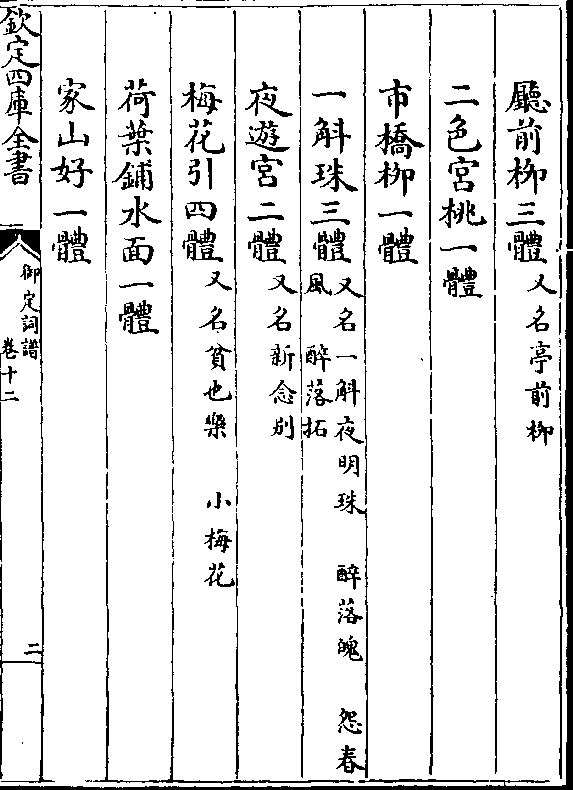 廳前柳三體又名亭前柳
二色宮桃一體
市橋柳一體
一斛珠三體又名一斛夜明珠 醉落魄 怨春
風 醉落拓
夜遊宮二體又名新念别
梅花引四體又名貧也樂 小梅花
荷葉鋪水面一體
家山好一體
欽定四庫全書
御定詞譜
卷十二
二